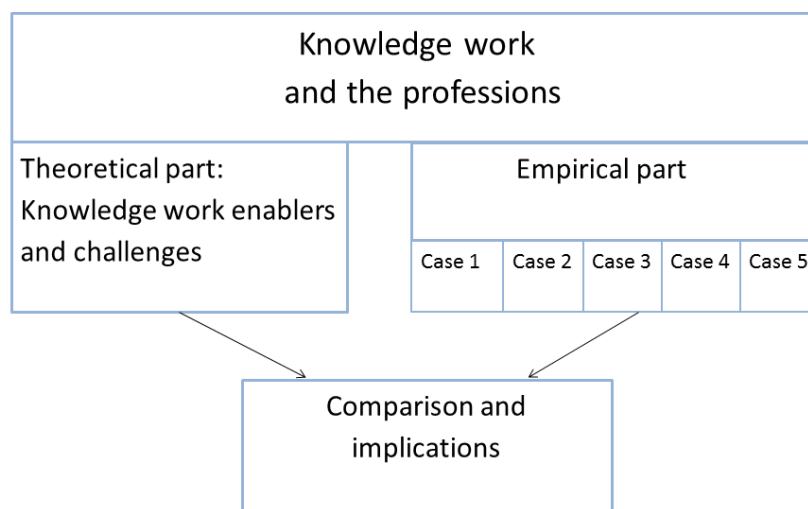 Knowledge work
and the professions
Theoretical part:
Knowledge work enablers
and challenges
Empirical part
Case 1
Case 2
Case 3
Case 4
Case 5
Comparison and
implications